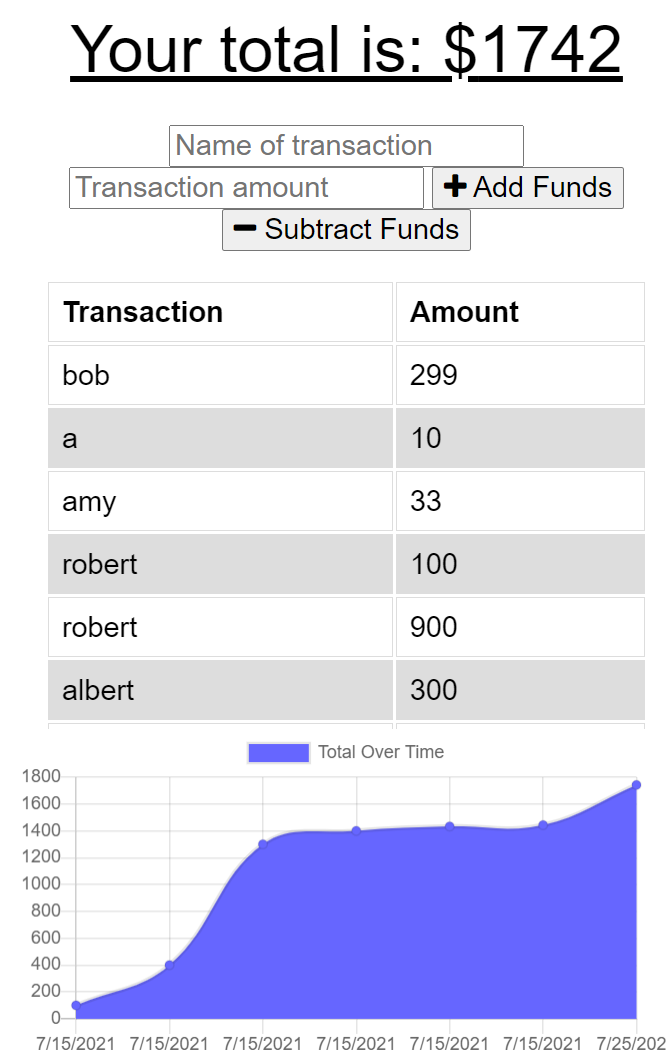 Your total is: $1742
Name of transaction
Transaction amount
Add Funds
Subtract Funds
Transaction Amount
bob 299
a 10
amy 33
robert 100
robert 900
albert 300
Total Over Time
1800
1600
1400
1200
1000
800
600
400
200
0
7/15/2021 7/15/2021 7/15/2021 7/15/2021 7/15/2021 7/15/2021 7/25/202